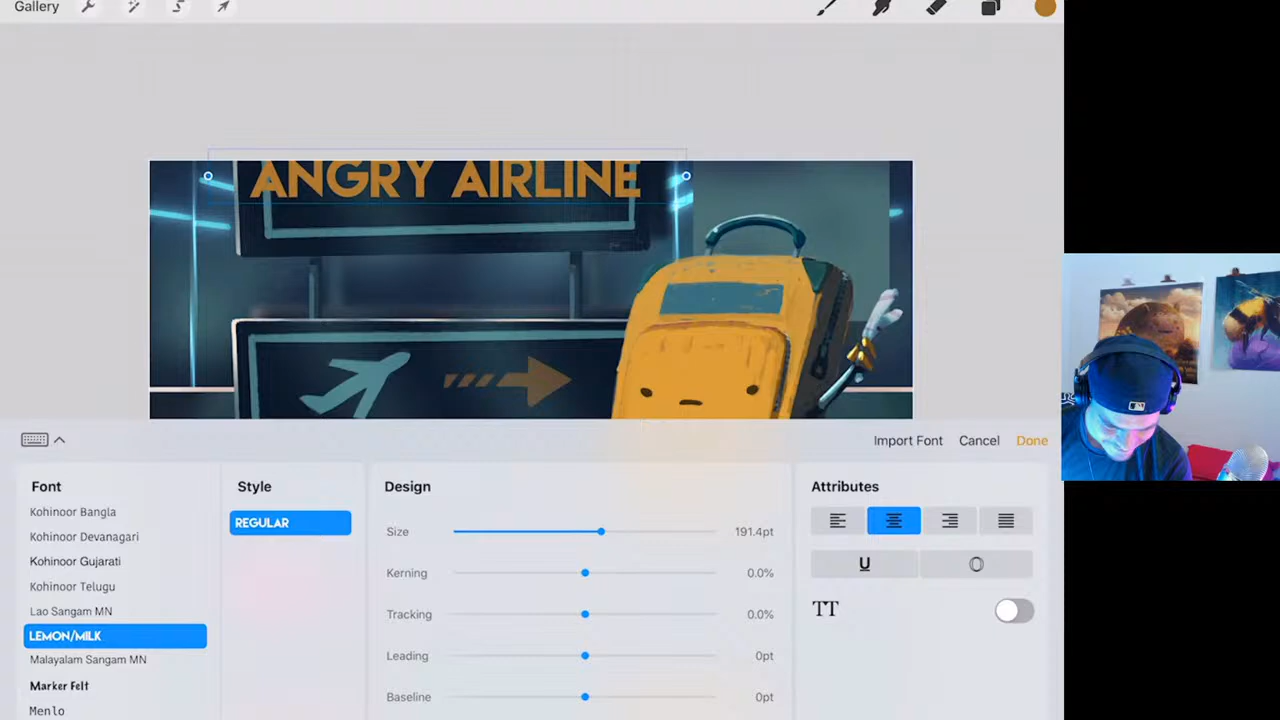 Gallery
ANGRY AIRLINE
Import Font Cancel Done
Font
Kohinoor Bangla
Kohinoor Devanagari
Kohinoor Gujarati
Kohinoor Telugu
Lao Sangam MN
LEMON/MILK
Malayalam Sangam MN
Marker Felt
Menlo
Style
REGULAR
Design
Size 191.4pt
Kerning 0.0%
Tracking 0.0%
Leading 0pt
Baseline 0pt
Attributes
U O
TT